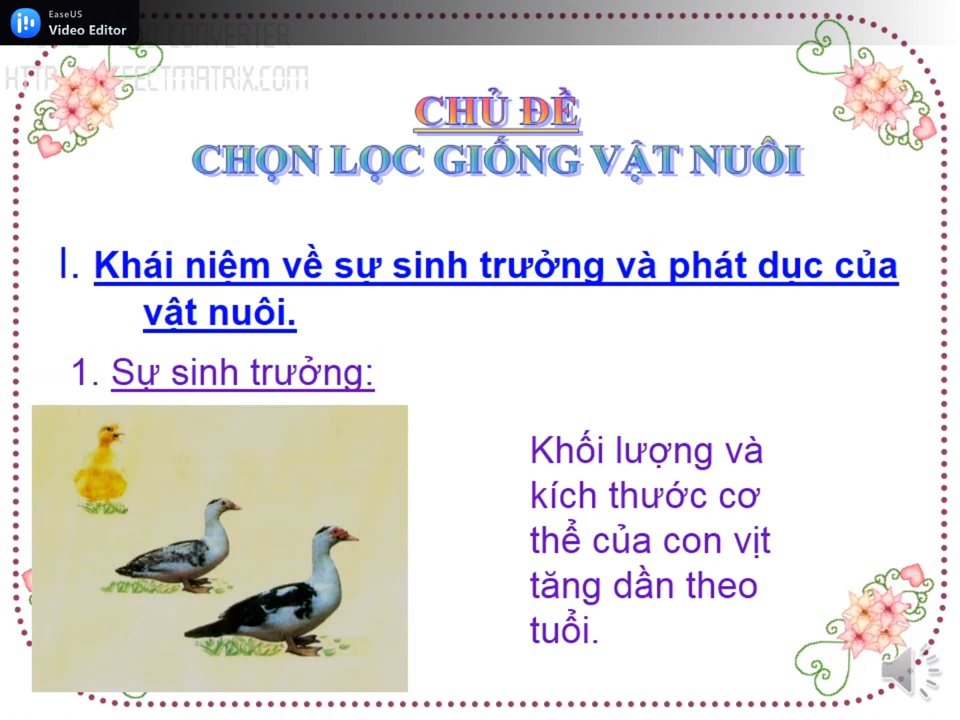 EaseUS
Video Editor
CONVERTER
CHỦ ĐỀ
CHỌN LỌC GIỐNG VẬT NUÔI
I. Khái niệm về sự sinh trưởng và phát dục của
vật nuôi.
1. Sự sinh trưởng:
Khối lượng và
kích thước cơ
thể của con vịt
tăng dần theo
tuổi.